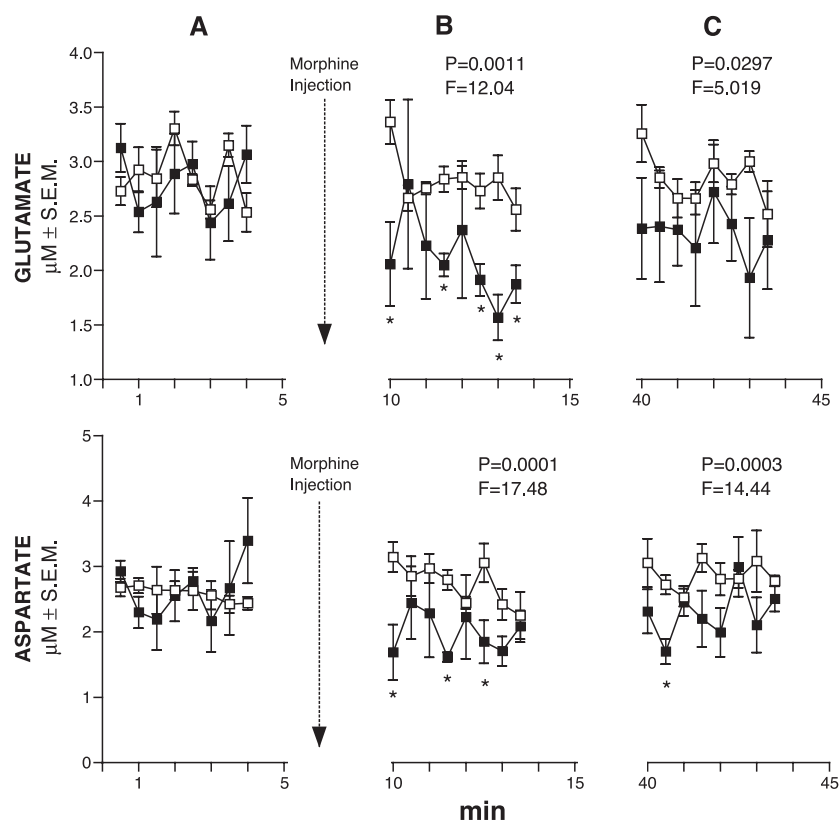 A B C
Morphine
Injection
P=0.0011
F=12.04
P=0.0297
F=5.019
GLUTAMATE
µM ± S.E.M.
4.0
3.5
3.0
2.5
2.0
1.5
1.0
* * * * *
1 5 10 15 40 45
Morphine
Injection
P=0.0001
F=17.48
P=0.0003
F=14.44
ASPARTATE
µM ± S.E.M.
5
4
3
2
1
0
* * * *
1 5 10 15 40 45
min